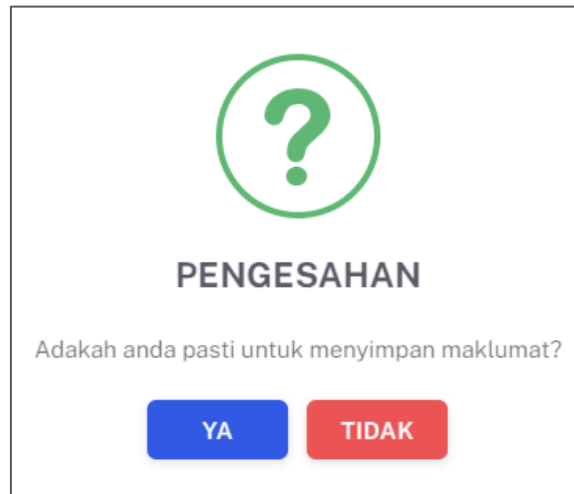 ?
PENGESAHAN
Adakah anda pasti untuk menyimpan maklumat?
YA
TIDAK